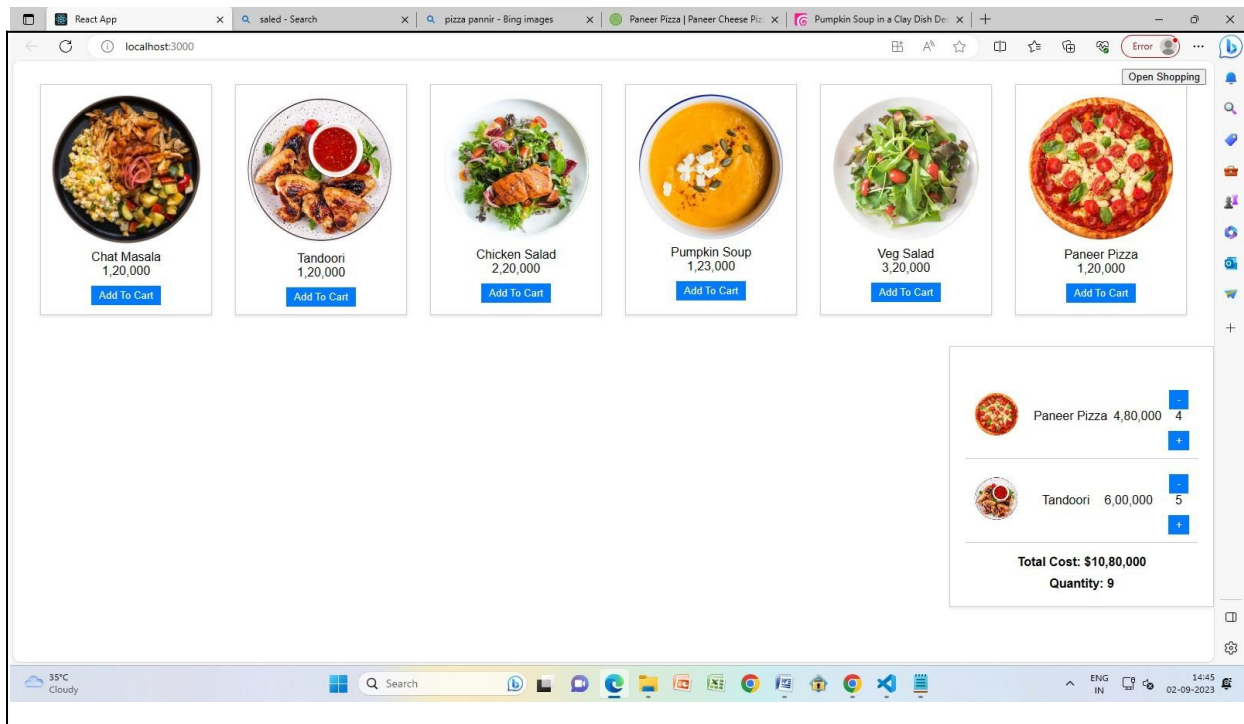 React App
saled - Search
pizza pannir - Bing images
Paneer Pizza | Paneer Cheese Piz
Pumpkin Soup in a Clay Dish Dec
localhost:3000
Error
Open Shopping
Chat Masala
1,20,000
Add To Cart
Tandoori
1,20,000
Add To Cart
Chicken Salad
2,20,000
Add To Cart
Pumpkin Soup
1,23,000
Add To Cart
Veg Salad
3,20,000
Add To Cart
Paneer Pizza
1,20,000
Add To Cart
-
Paneer Pizza 4,80,000 4
+
-
Tandoori 6,00,000 5
+
Total Cost: $10,80,000
Quantity: 9
35°C
Cloudy
Search
ENG
IN
14:45
02-09-2023